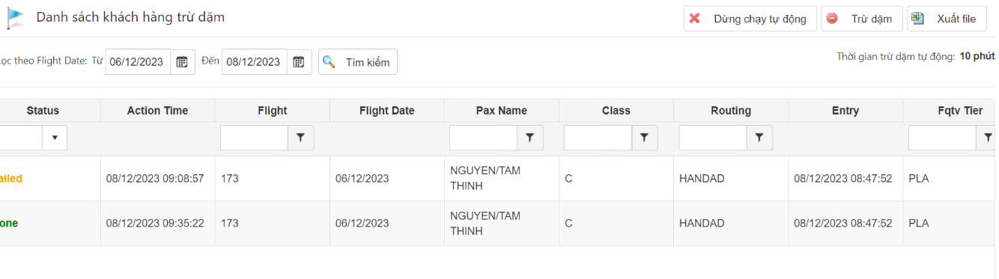 Danh sách khách hàng trừ dặm
Dừng chạy tự động Trừ dặm Xuất file
Lọc theo Flight Date: Từ 06/12/2023 Đến 08/12/2023 Tìm kiếm
Thời gian trừ dặm tự động: 10 phút
Status Action Time Flight Flight Date Pax Name Class Routing Entry Fqtv Tier
ailed 08/12/2023 09:08:57 173 06/12/2023 NGUYEN/TAM THINH C HANDAD 08/12/2023 08:47:52 PLA
one 08/12/2023 09:35:22 173 06/12/2023 NGUYEN/TAM THINH C HANDAD 08/12/2023 08:47:52 PLA